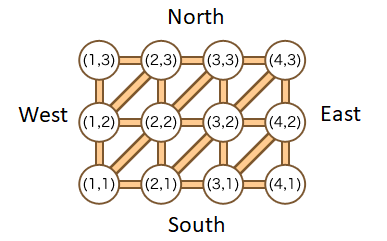 North
(1,3) (2,3) (3,3) (4,3)
West (1,2) (2,2) (3,2) (4,2) East
(1,1) (2,1) (3,1) (4,1)
South